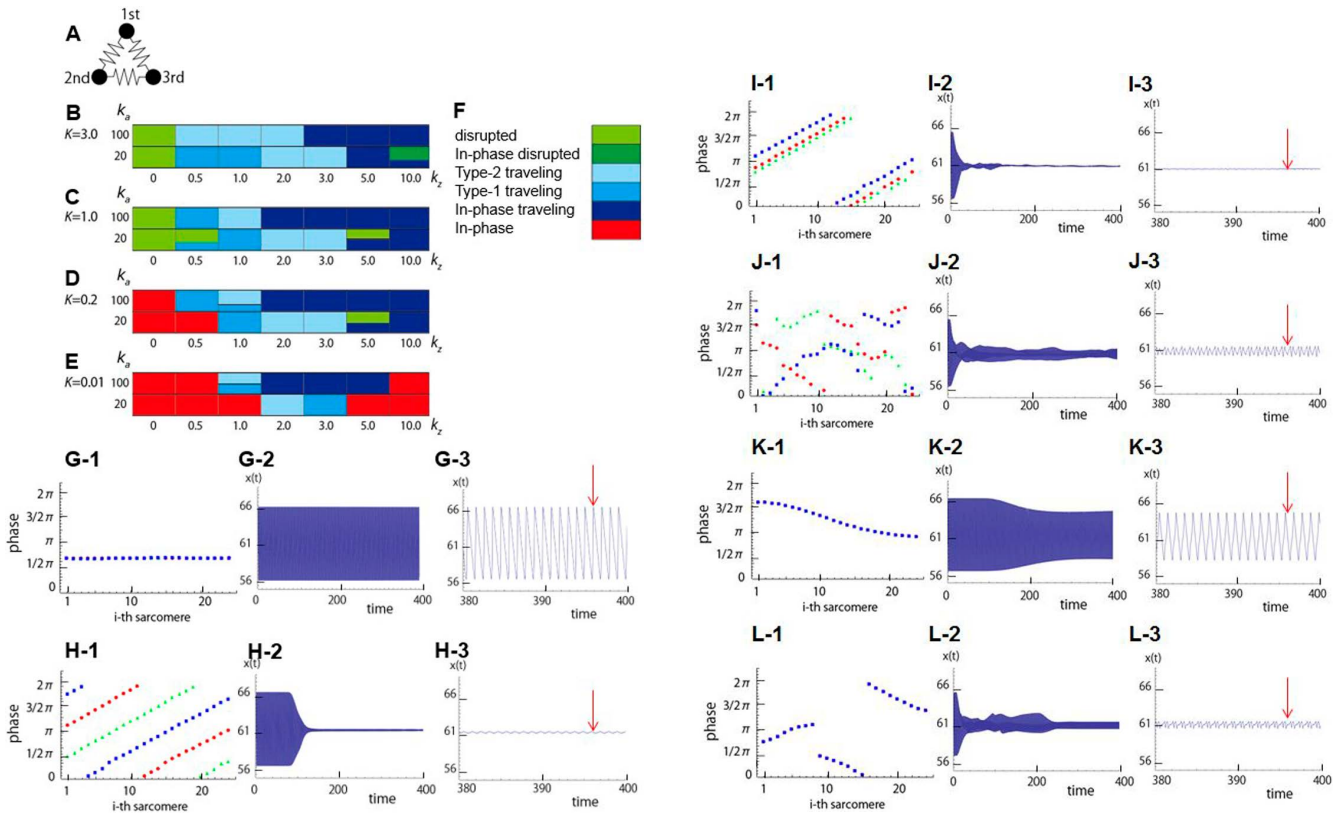 A
1st
2nd
3rd
B
ka
K=3.0
100
20
0 0.5 1.0 2.0 3.0 5.0 10.0 kz
C
K=1.0
100
20
0 0.5 1.0 2.0 3.0 5.0 10.0 kz
D
ka
K=0.2
100
20
0 0.5 1.0 2.0 3.0 5.0 10.0 kz
E
ka
K=0.01
100
20
0 0.5 1.0 2.0 3.0 5.0 10.0 kz
F
disrupted
In-phase disrupted
Type-2 traveling
Type-1 traveling
In-phase traveling
In-phase
G-1
phase
2π
3/2π
π
1/2π
0
1 10 20
i-th sarcomere
G-2
x(t)
66
61
56
0 200 400
time
G-3
x(t)
66
61
56
380 390 400
time
H-1
phase
2π
3/2π
π
1/2π
0
1 10 20
i-th sarcomere
H-2
x(t)
66
61
56
0 200 400
time
H-3
x(t)
66
61
56
380 390 400
time
I-1
phase
2π
3/2π
π
1/2π
0
1 10 20
i-th sarcomere
I-2
x(t)
66
61
56
0 200 400
time
I-3
x(t)
66
61
56
380 390 400
time
J-1
phase
2π
3/2π
π
1/2π
0
1 10 20
i-th sarcomere
J-2
x(t)
66
61
56
0 200 400
time
J-3
x(t)
66
61
56
380 390 400
time
K-1
phase
2π
3/2π
π
1/2π
0
1 10 20
i-th sarcomere
K-2
x(t)
66
61
56
0 200 400
time
K-3
x(t)
66
61
56
380 390 400
time
L-1
phase
2π
3/2π
π
1/2π
0
1 10 20
i-th sarcomere
L-2
x(t)
66
61
56
0 200 400
time
L-3
x(t)
66
61
56
380 390 400
time